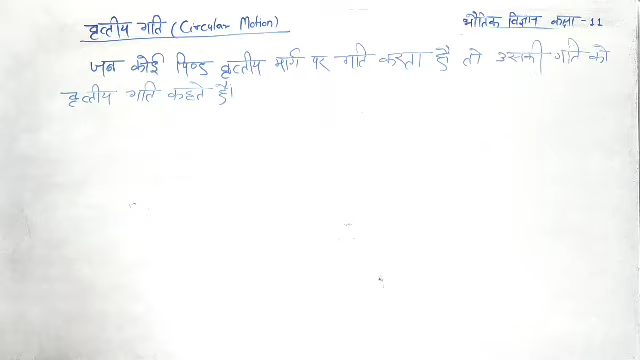 वृत्तीय गति (Circular Motion)
भौतिक विज्ञान कक्षा -11
जब कोई पिण्ड वृत्तीय मार्ग पर गति करता है तो उसकी गति को
वृत्तीय गति कहते हैं।